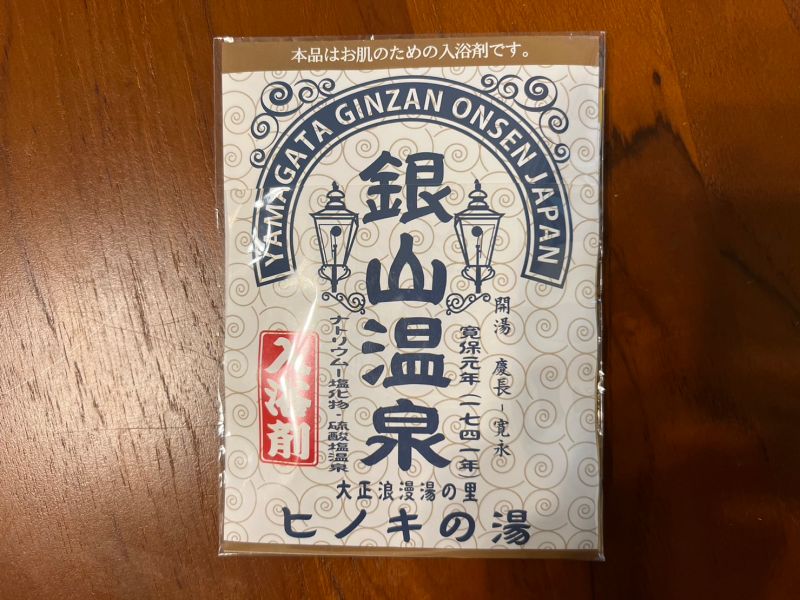 本品はお肌のための入浴剤です。
YAMAGATA GINZAN ONSEN JAPAN
銀山温泉
開湯 慶長-寛永
寛保元年(一七四一年)
ナトリウムー塩化物・硫酸塩温泉
入浴剤
大正浪漫湯の里
ヒノキの湯